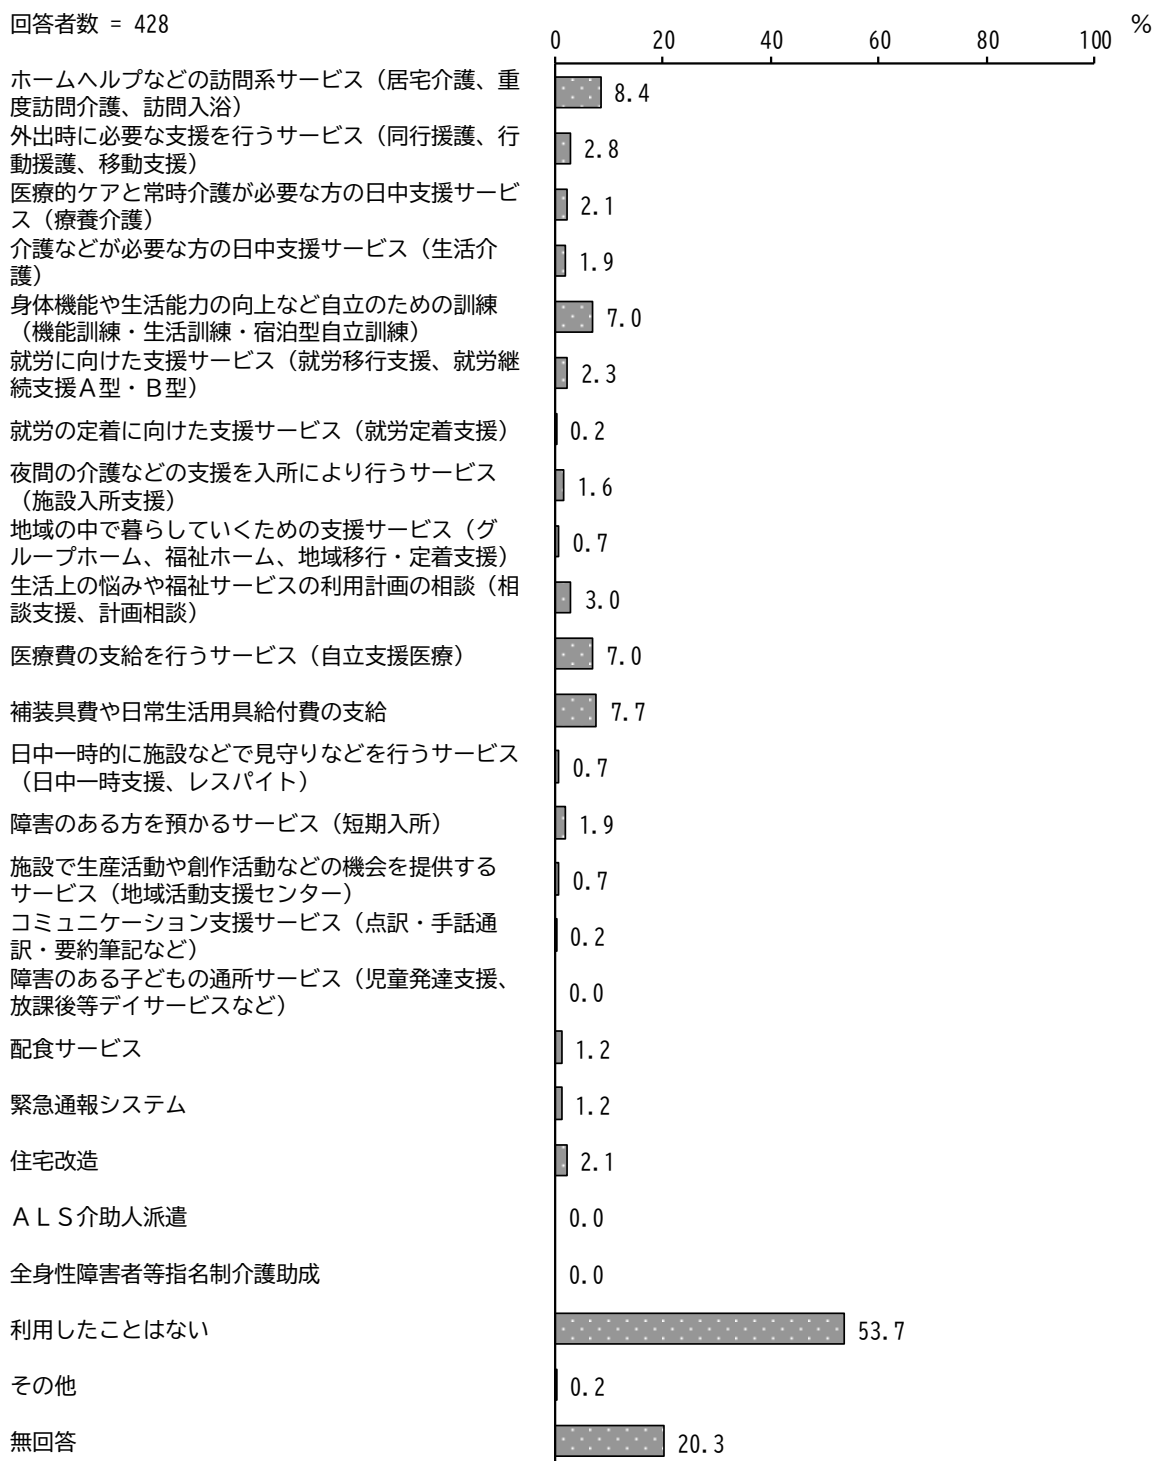 回答者数 = 428
%
0 20 40 60 80 100
ホームヘルプなどの訪問系サービス（居宅介護、重
度訪問介護、訪問入浴）
8.4
外出時に必要な支援を行うサービス（同行援護、行
動援護、移動支援）
2.8
医療的ケアと常時介護が必要な方の日中支援サービ
ス（療養介護）
2.1
介護などが必要な方の日中支援サービス（生活介
護）
1.9
身体機能や生活能力の向上など自立のための訓練
（機能訓練・生活訓練・宿泊型自立訓練）
7.0
就労に向けた支援サービス（就労移行支援、就労継
続支援Ａ型・Ｂ型）
2.3
就労の定着に向けた支援サービス（就労定着支援）
0.2
夜間の介護などの支援を入所により行うサービス
（施設入所支援）
1.6
地域の中で暮らしていくための支援サービス（グ
ループホーム、福祉ホーム、地域移行・定着支援）
0.7
生活上の悩みや福祉サービスの利用計画の相談（相
談支援、計画相談）
3.0
医療費の支給を行うサービス（自立支援医療）
7.0
補装具費や日常生活用具給付費の支給
7.7
日中一時的に施設などで見守りなどを行うサービス
（日中一時支援、レスパイト）
0.7
障害のある方を預かるサービス（短期入所）
1.9
施設で生産活動や創作活動などの機会を提供する
サービス（地域活動支援センター）
0.7
コミュニケーション支援サービス（点訳・手話通
訳・要約筆記など）
0.2
障害のある子どもの通所サービス（児童発達支援、
放課後等デイサービスなど）
0.0
配食サービス
1.2
緊急通報システム
1.2
住宅改造
2.1
ＡＬＳ介助人派遣
0.0
全身性障害者等指名制介護助成
0.0
利用したことはない
53.7
その他
0.2
無回答
20.3